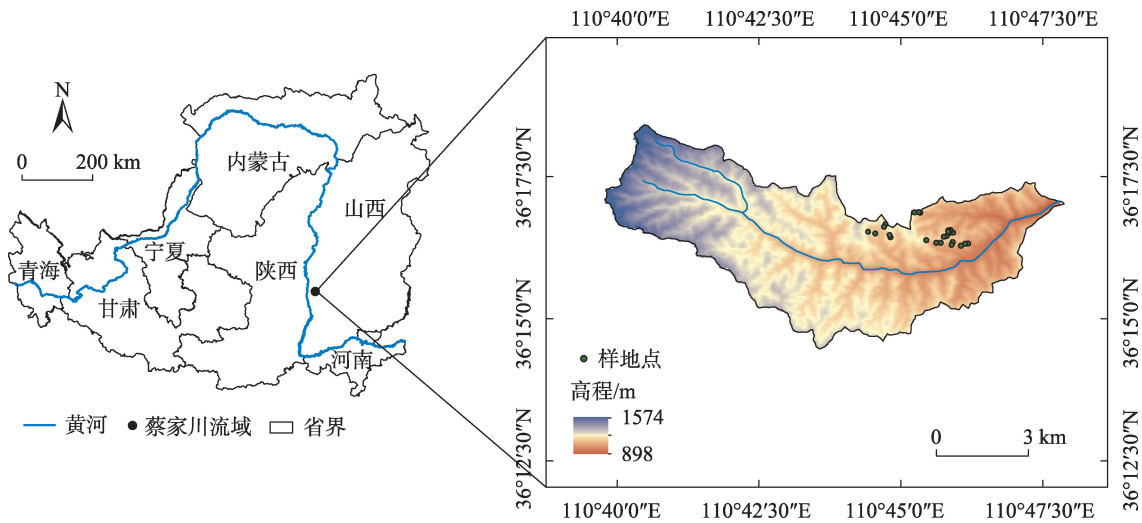 N
0 200 km
内蒙古
山西
宁夏
青海
陕西
甘肃
河南
黄河
蔡家川流域
省界
110°40′0″E 110°42′30″E 110°45′0″E 110°47′30″E
36°17′30″N
36°15′0″N
36°12′30″N
36°17′30″N
36°15′0″N
36°12′30″N
样地点
高程/m
1574
898
0 3 km
110°40′0″E 110°42′30″E 110°45′0″E 110°47′30″E